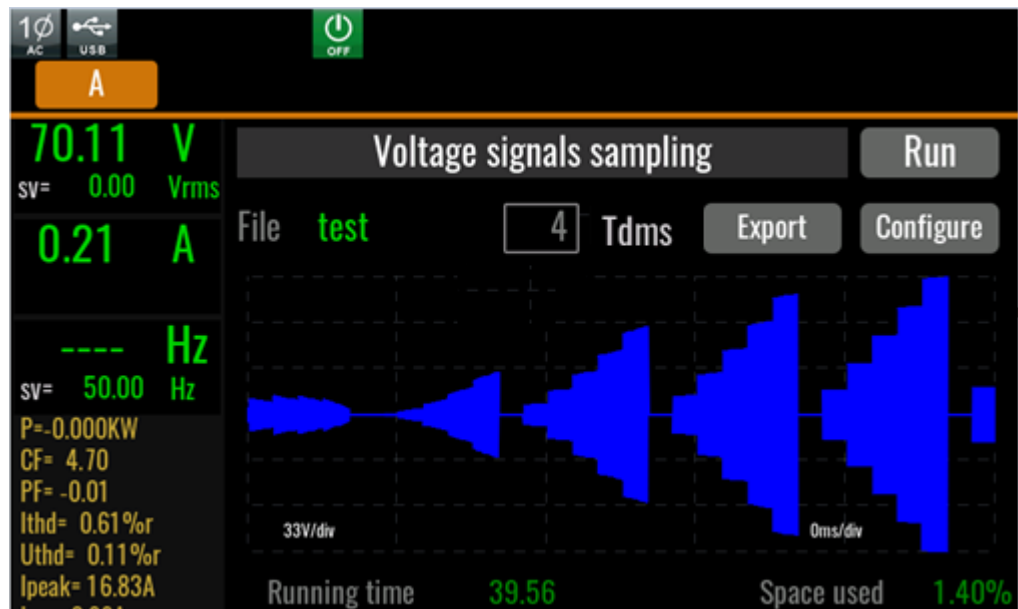 1Ø
AC
USB
OFF
A
70.11 V
sv= 0.00 Vrms
0.21 A
---- Hz
sv= 50.00 Hz
P=-0.000KW
CF= 4.70
PF= -0.01
Ithd= 0.61%r
Uthd= 0.11%r
Ipeak= 16.83A
Voltage signals sampling
Run
File test 4 Tdms Export Configure
33V/div
0ms/div
Running time 39.56 Space used 1.40%